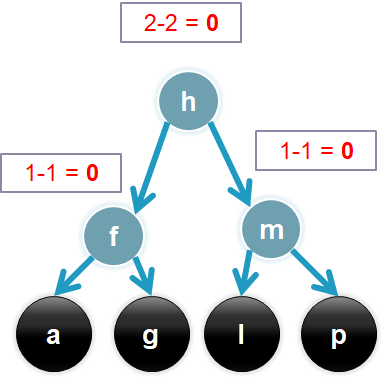 2-2 = 0
h
1-1 = 0
1-1 = 0
f
m
a
g
l
p